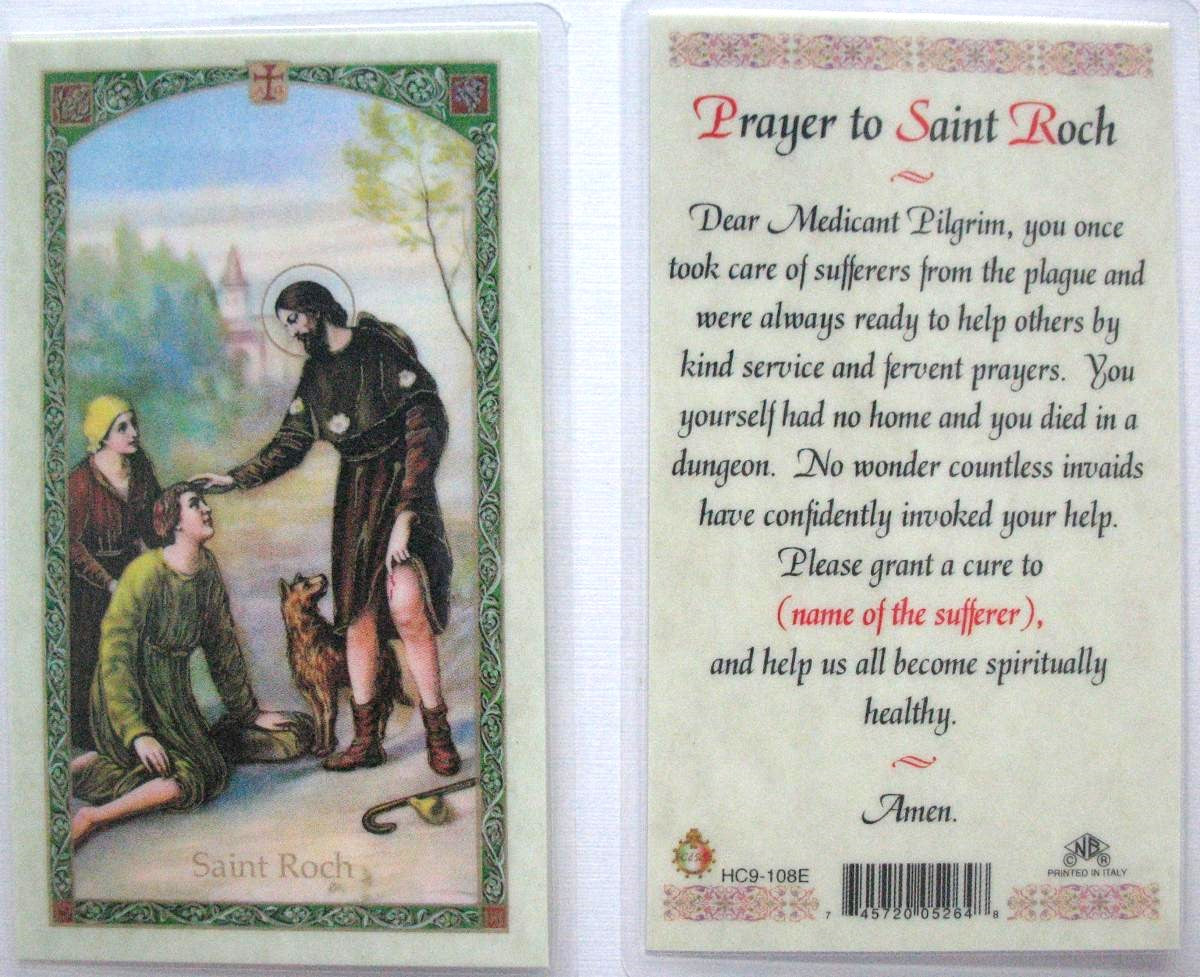 Saint Roch
Prayer to Saint Roch
Dear Medicant Pilgrim, you once
took care of sufferers from the plague and
were always ready to help others by
kind service and fervent prayers. You
yourself had no home and you died in a
dungeon. No wonder countless invaids
have confidently invoked your help.
Please grant a cure to
(name of the sufferer),
and help us all become spiritually
healthy.
Amen.
HC9-108E
7 45720 05264 8
© NB ®
PRINTED IN ITALY